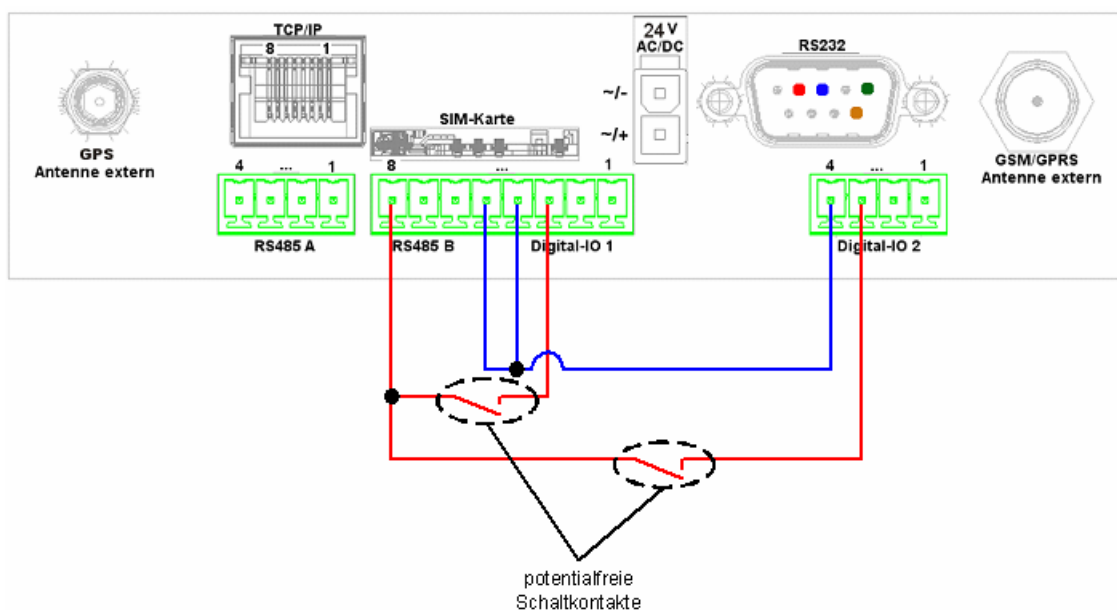 TCP/IP
8 1
24 V
AC/DC
RS232
~/-
~/+
SIM-Karte
GPS
Antenne extern
GSM/GPRS
Antenne extern
4 ... 1
8 ... 1
4 ... 1
RS485 A
RS485 B
Digital-IO 1
Digital-IO 2
potentialfreie
Schaltkontakte